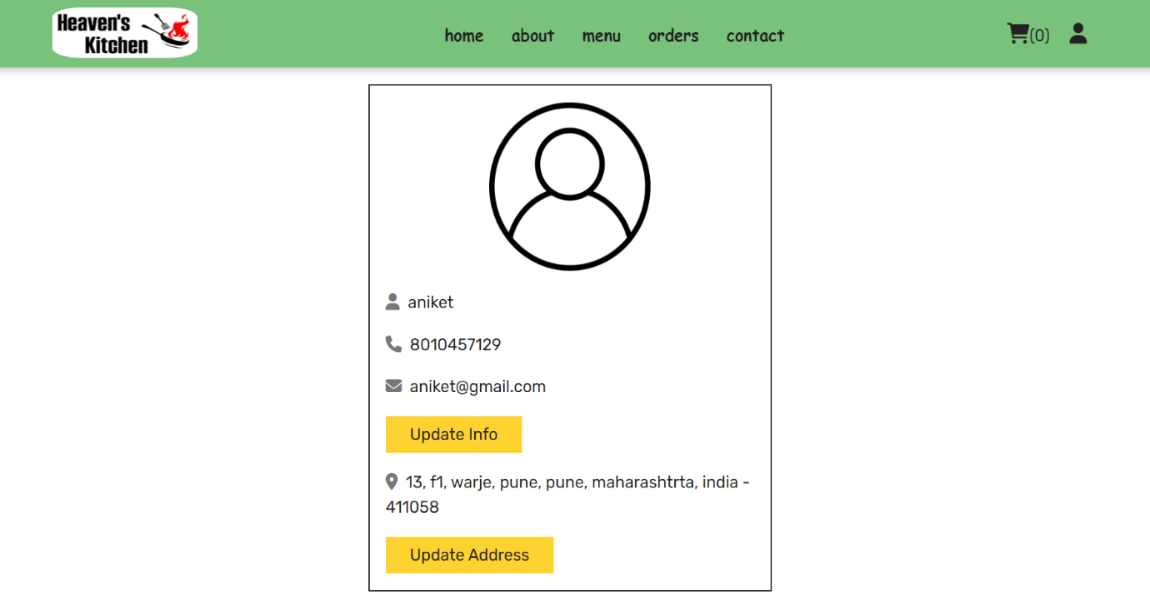 Heaven's
Kitchen
home about menu orders contact
(0)
aniket
8010457129
aniket@gmail.com
Update Info
13, f1, warje, pune, pune, maharashtrta, india -
411058
Update Address